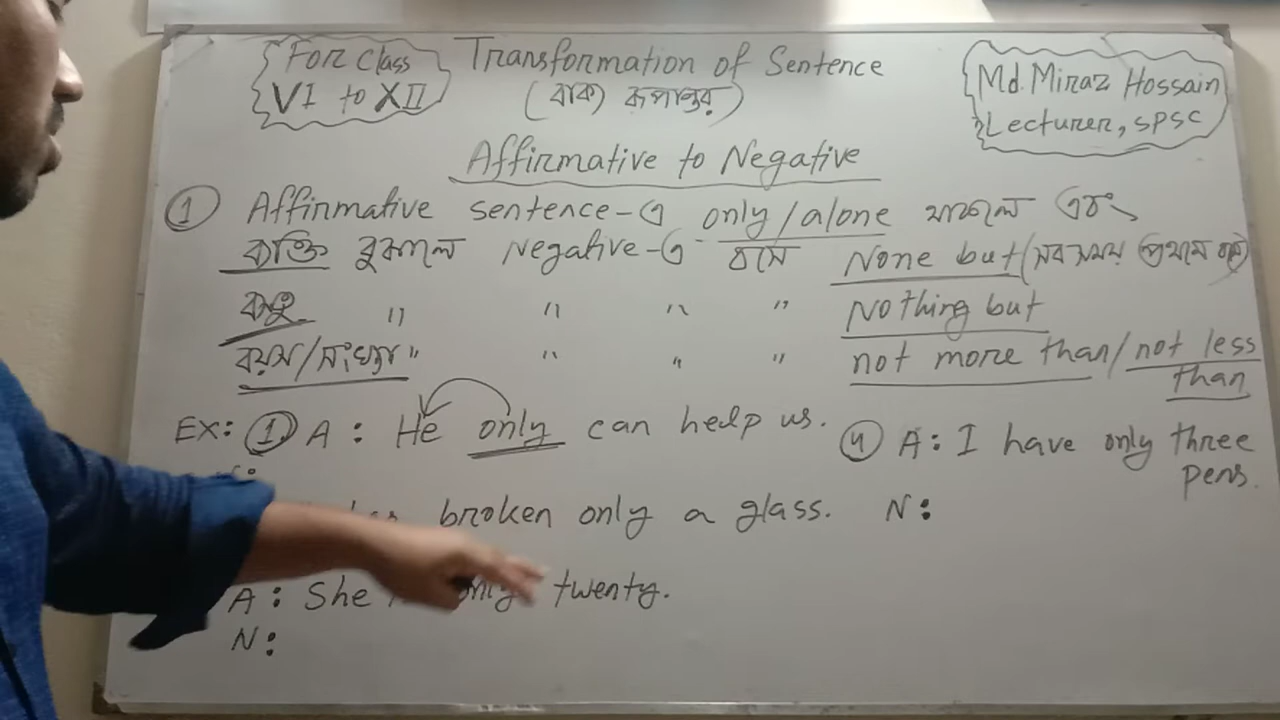 For class
VI to XII
Transformation of Sentence
(বাক্য রূপান্তর)
Md. Miraz Hossain
Lecturer, SPSC
Affirmative to Negative
① Affirmative sentence-এ only/alone থাকলে এবং
ব্যক্তি বুঝালে Negative-এ বসে None but (সব সময় প্রথমে বসে)
বস্তু " " " " Nothing but
বয়স/সংখ্যা " " " " not more than/not less
than
Ex: ① A: He only can help us.
④ A: I have only three
pens.
broken only a glass. N:
A: She only twenty.
N: